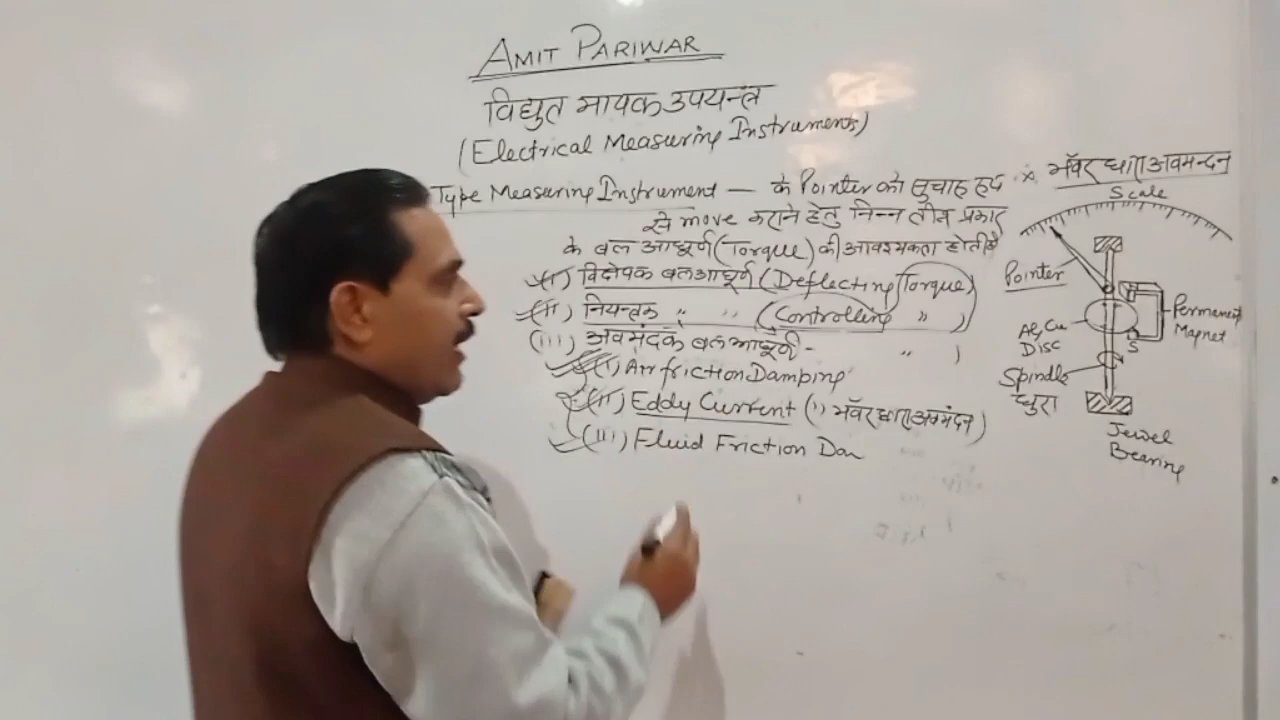 AMIT PARIWAR
विद्युत मापक उपयन्त्र
(Electrical Measuring Instruments)
Type Measuring Instrument — के Pointer को सुचारू रूप
से move कराने हेतु निम्न तीन प्रकार
के बल आघूर्ण (Torque) की आवश्यकता होती है
(i) विक्षेपक बल आघूर्ण (Deflecting Torque)
(ii) नियन्त्रक " " (Controlling " )
(iii) अवमंदक बल आघूर्ण - " )
(i) Air friction Damping
(ii) Eddy Current (") भँवर धारा अवमंदन)
(iii) Fluid Friction Dam
भँवर धारा अवमन्दन
Scale
Pointer
Permanent
Magnet
Al, Cu
Disc
S
Spindle
धुरा
Jewel
Bearing